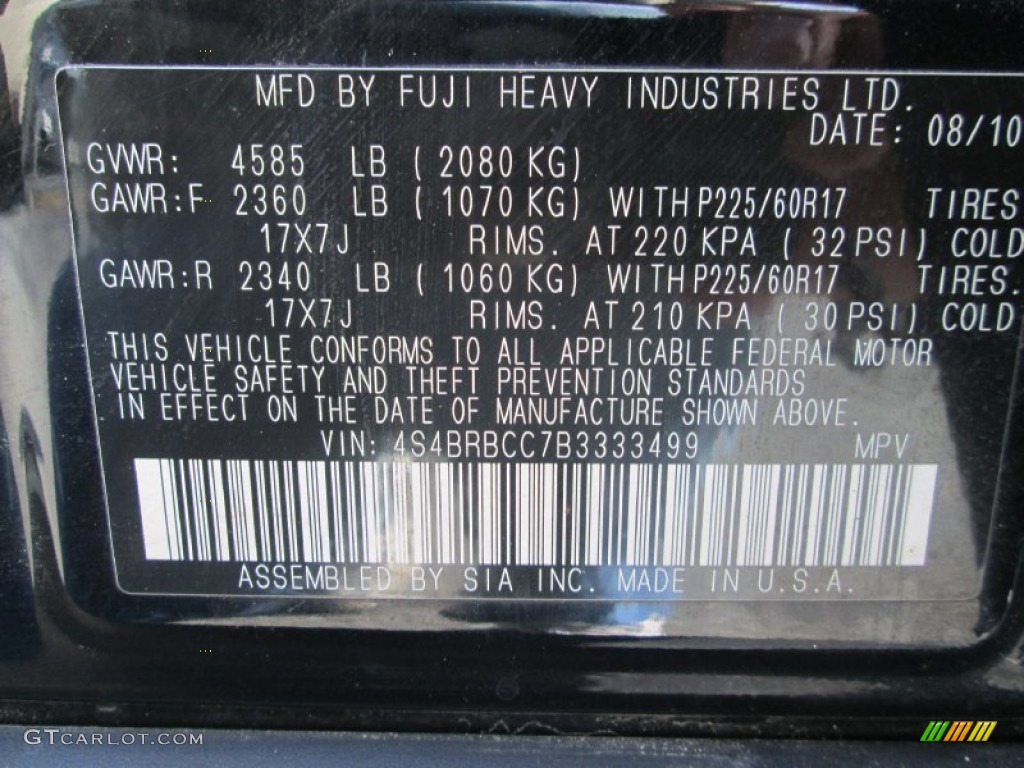 MFD BY FUJI HEAVY INDUSTRIES LTD.
DATE: 08/10
GVWR: 4585 LB ( 2080 KG)
GAWR:F 2360 LB ( 1070 KG) WITH P225/60R17 TIRES
17X7J RIMS. AT 220 KPA ( 32 PSI) COLD
GAWR:R 2340 LB ( 1060 KG) WITH P225/60R17 TIRES.
17X7J RIMS. AT 210 KPA ( 30 PSI) COLD
THIS VEHICLE CONFORMS TO ALL APPLICABLE FEDERAL MOTOR
VEHICLE SAFETY AND THEFT PREVENTION STANDARDS
IN EFFECT ON THE DATE OF MANUFACTURE SHOWN ABOVE.
VIN: 4S4BRBCC7B3333499 MPV
ASSEMBLED BY SIA INC. MADE IN U.S.A.
GTCARLOT.COM